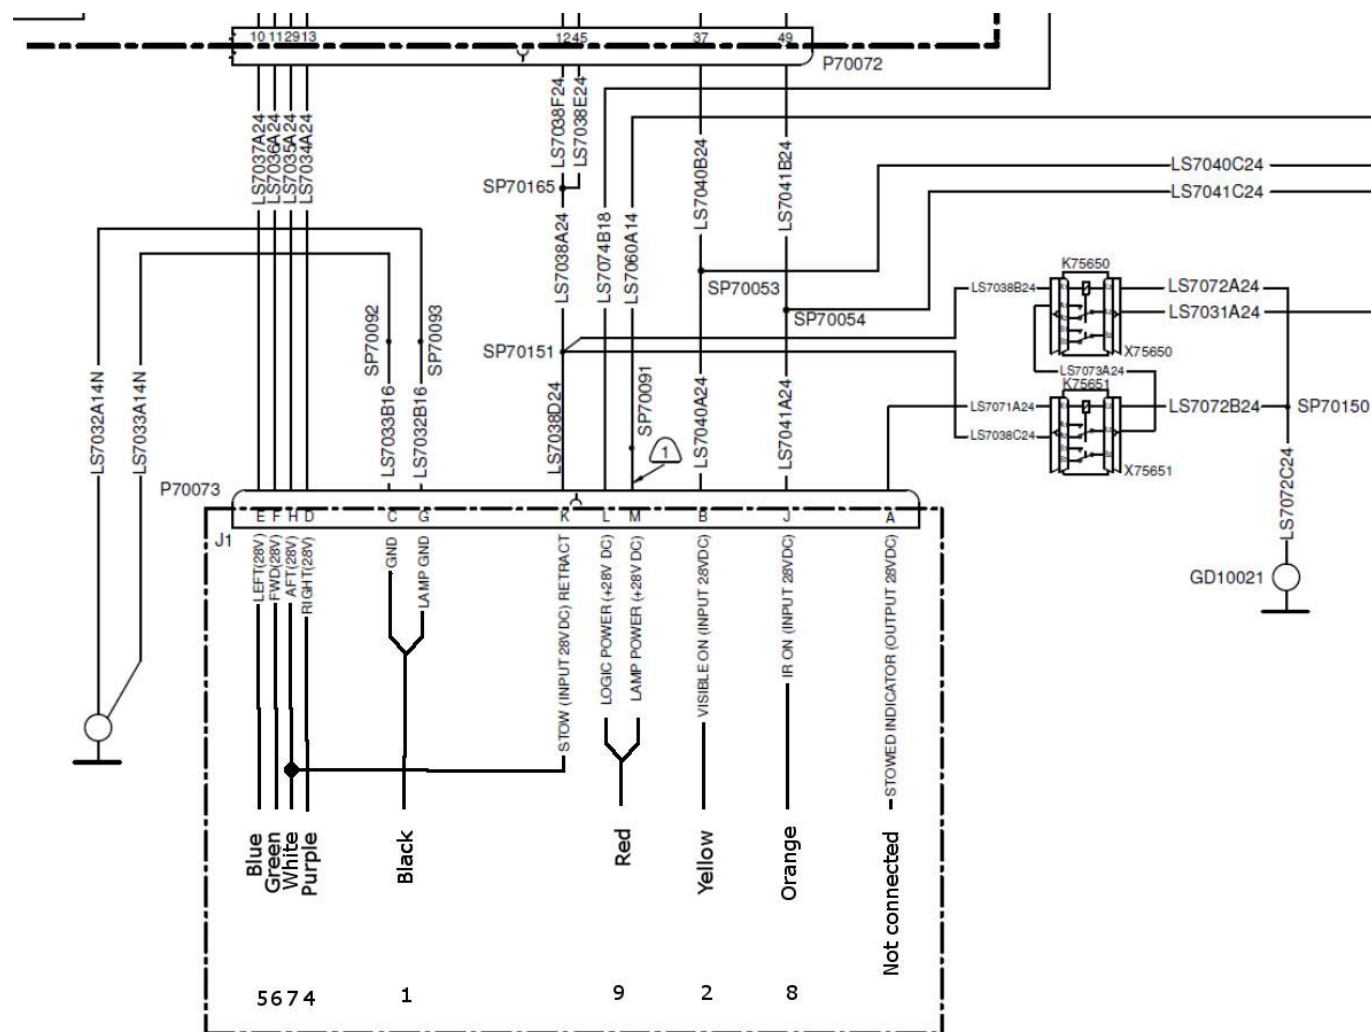 10 11 29 13 12 45 37 49
P70072
LS7037A24
LS7036A24
LS7035A24
LS7034A24
LS7038F24
LS7038E24
SP70165
LS7038A24
LS7074B18
LS7060A14
LS7040B24
LS7041B24
LS7040C24
LS7041C24
SP70053
SP70054
SP70092
SP70093
SP70151
LS7032A14N
LS7033A14N
LS7033B16
LS7032B16
LS7038D24
SP70091
1
LS7040A24
LS7041A24
K75650
LS7038B24
LS7072A24
LS7031A24
X75650
LS7073A24
K75651
LS7071A24
LS7072B24
SP70150
LS7038C24
X75651
LS7072C24
GD10021
P70073
E F H D C G K L M B J A
J1
LEFT(28V)
FWD(28V)
AFT(28V)
RIGHT(28V)
GND
LAMP GND
STOW (INPUT 28V DC) RETRACT
LOGIC POWER (+28V DC)
LAMP POWER (+28V DC)
VISIBLE ON (INPUT 28VDC)
IR ON (INPUT 28VDC)
STOWED INDICATOR (OUTPUT 28VDC)
Blue
Green
White
Purple
Black
Red
Yellow
Orange
Not connected
5 6 7 4 1 9 2 8